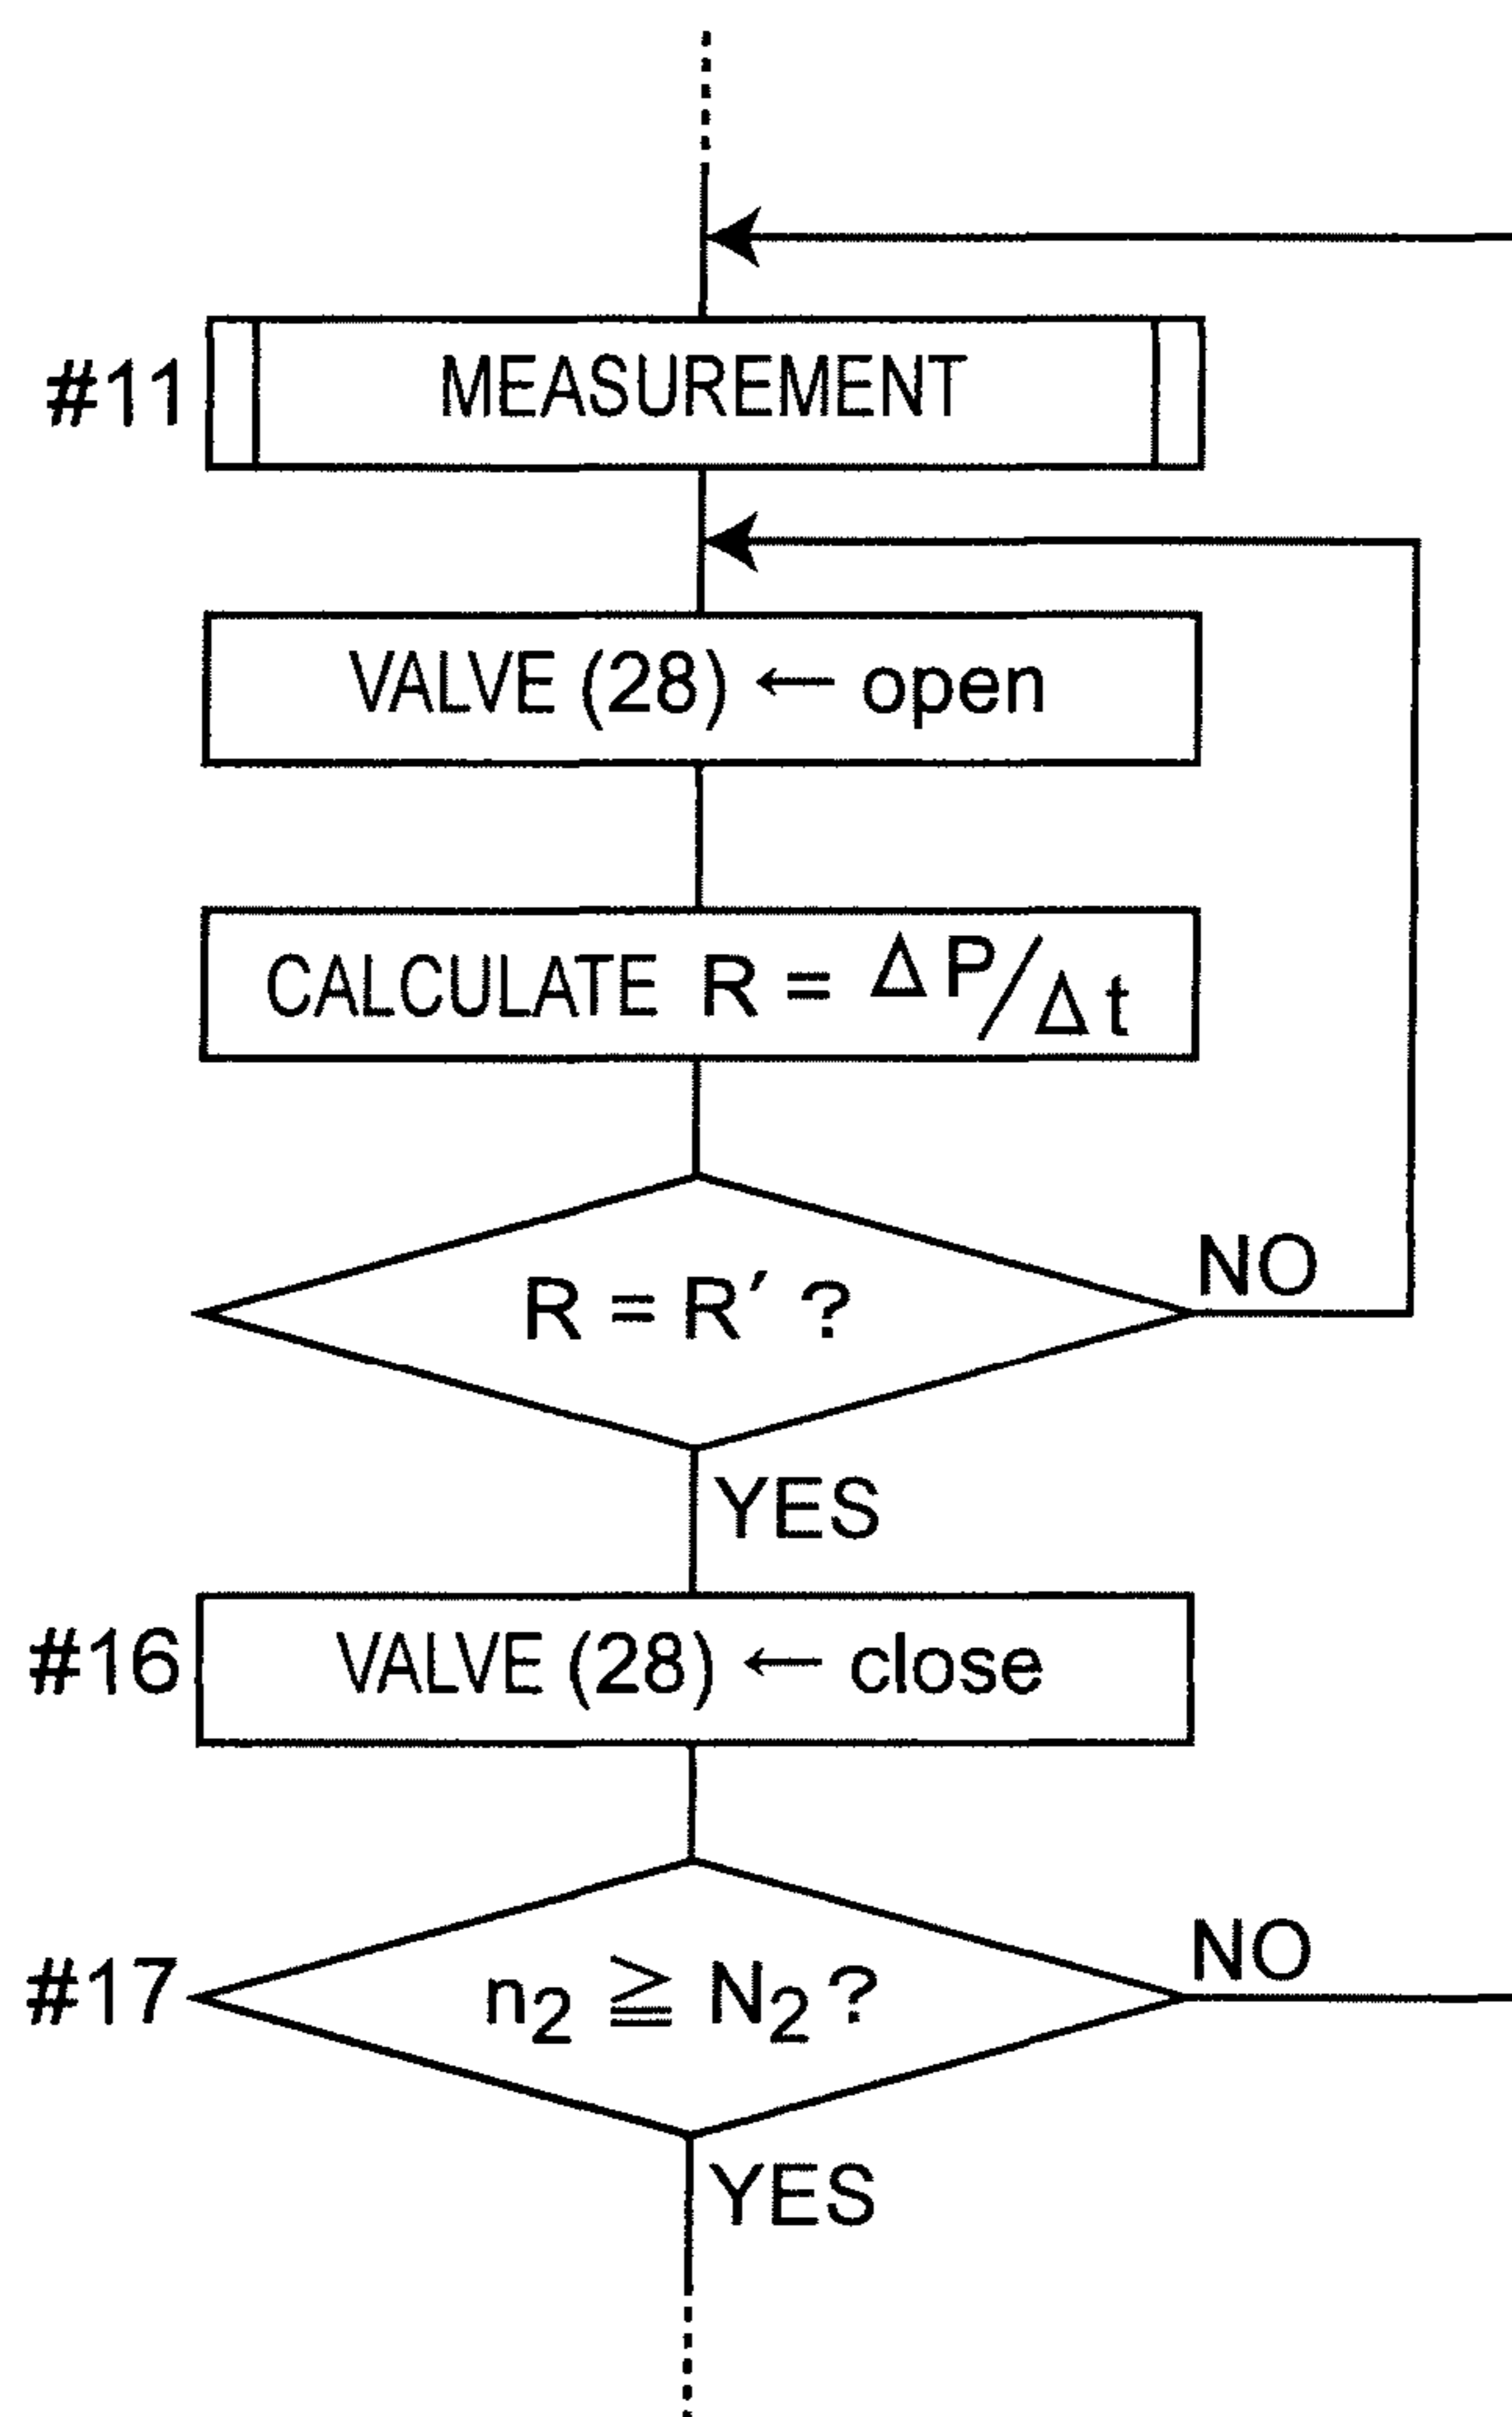 #11 MEASUREMENT
VALVE (28) ← open
CALCULATE R = ΔP/Δt
R = R′ ?
NO
YES
#16 VALVE (28) ← close
#17 n₂ ≧ N₂ ?
NO
YES